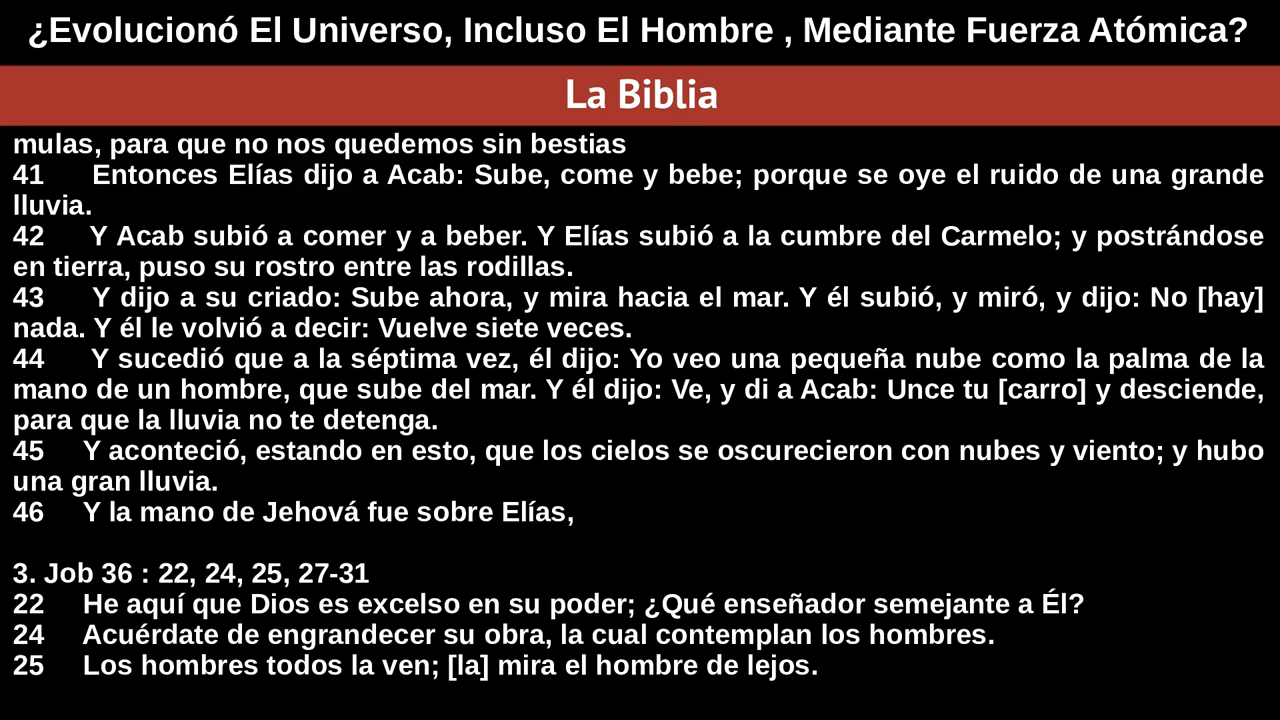 ¿Evolucionó El Universo, Incluso El Hombre , Mediante Fuerza Atómica?
La Biblia
mulas, para que no nos quedemos sin bestias
41 Entonces Elías dijo a Acab: Sube, come y bebe; porque se oye el ruido de una grande
lluvia.
42 Y Acab subió a comer y a beber. Y Elías subió a la cumbre del Carmelo; y postrándose
en tierra, puso su rostro entre las rodillas.
43 Y dijo a su criado: Sube ahora, y mira hacia el mar. Y él subió, y miró, y dijo: No [hay]
nada. Y él le volvió a decir: Vuelve siete veces.
44 Y sucedió que a la séptima vez, él dijo: Yo veo una pequeña nube como la palma de la
mano de un hombre, que sube del mar. Y él dijo: Ve, y di a Acab: Unce tu [carro] y desciende,
para que la lluvia no te detenga.
45 Y aconteció, estando en esto, que los cielos se oscurecieron con nubes y viento; y hubo
una gran lluvia.
46 Y la mano de Jehová fue sobre Elías,
3. Job 36 : 22, 24, 25, 27-31
22 He aquí que Dios es excelso en su poder; ¿Qué enseñador semejante a Él?
24 Acuérdate de engrandecer su obra, la cual contemplan los hombres.
25 Los hombres todos la ven; [la] mira el hombre de lejos.